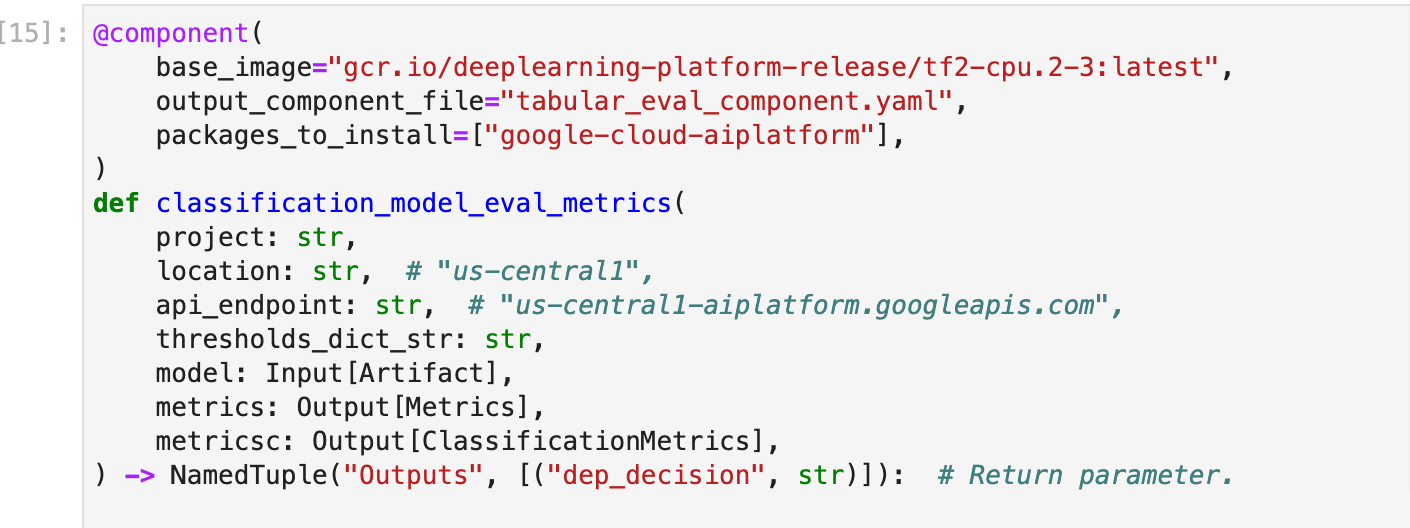 [15]: @component(
    base_image="gcr.io/deeplearning-platform-release/tf2-cpu.2-3:latest",
    output_component_file="tabular_eval_component.yaml",
    packages_to_install=["google-cloud-aiplatform"],
)
def classification_model_eval_metrics(
    project: str,
    location: str,  # "us-central1",
    api_endpoint: str,  # "us-central1-aiplatform.googleapis.com",
    thresholds_dict_str: str,
    model: Input[Artifact],
    metrics: Output[Metrics],
    metricsc: Output[ClassificationMetrics],
) -> NamedTuple("Outputs", [("dep_decision", str)]):  # Return parameter.